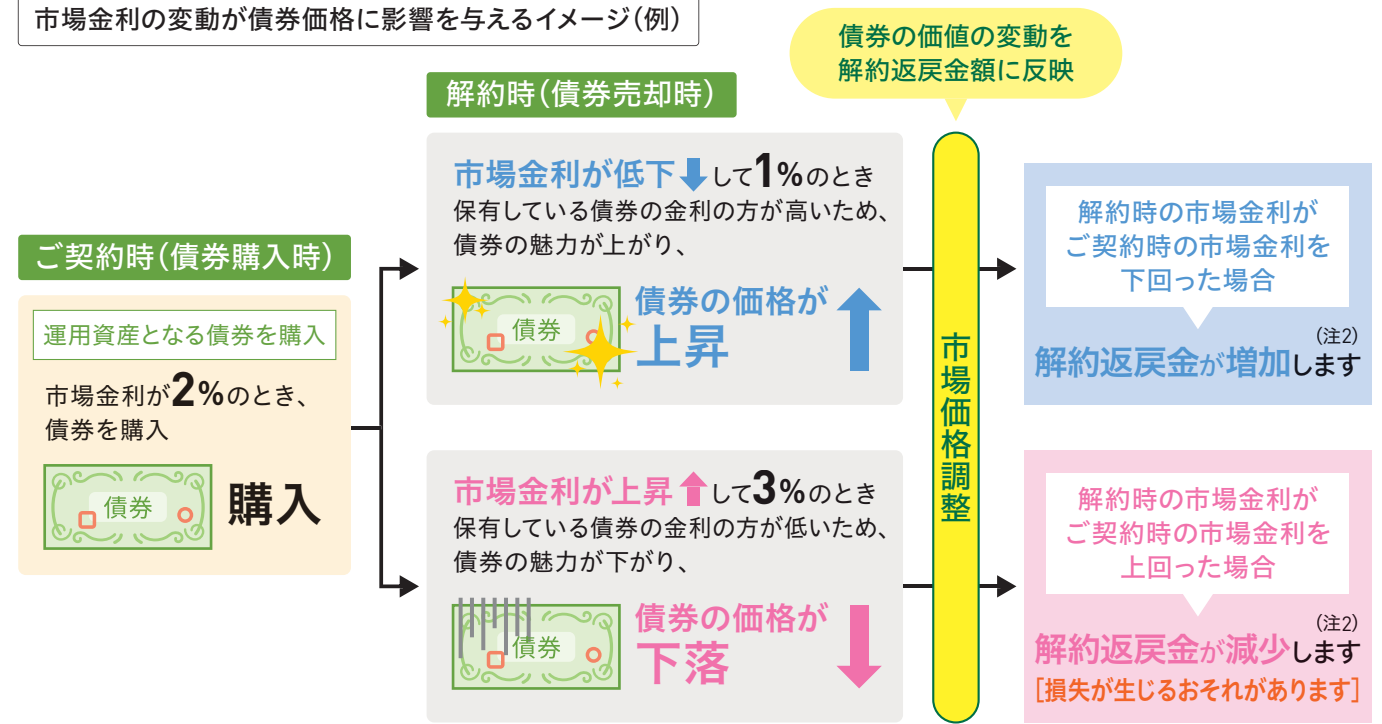 市場金利の変動が債券価格に影響を与えるイメージ(例)
債券の価値の変動を
解約返戻金額に反映
ご契約時(債券購入時)
運用資産となる債券を購入
市場金利が2%のとき、
債券を購入
債券
購入
解約時(債券売却時)
市場金利が低下⬇して1%のとき
保有している債券の金利の方が高いため、
債券の魅力が上がり、
債券
債券の価格が
上昇
市場金利が上昇⬆して3%のとき
保有している債券の金利の方が低いため、
債券の魅力が下がり、
債券
債券の価格が
下落
市場価格調整
解約時の市場金利が
ご契約時の市場金利を
下回った場合
(注2)
解約返戻金が増加します
解約時の市場金利が
ご契約時の市場金利を
上回った場合
(注2)
解約返戻金が減少します
[損失が生じるおそれがあります]